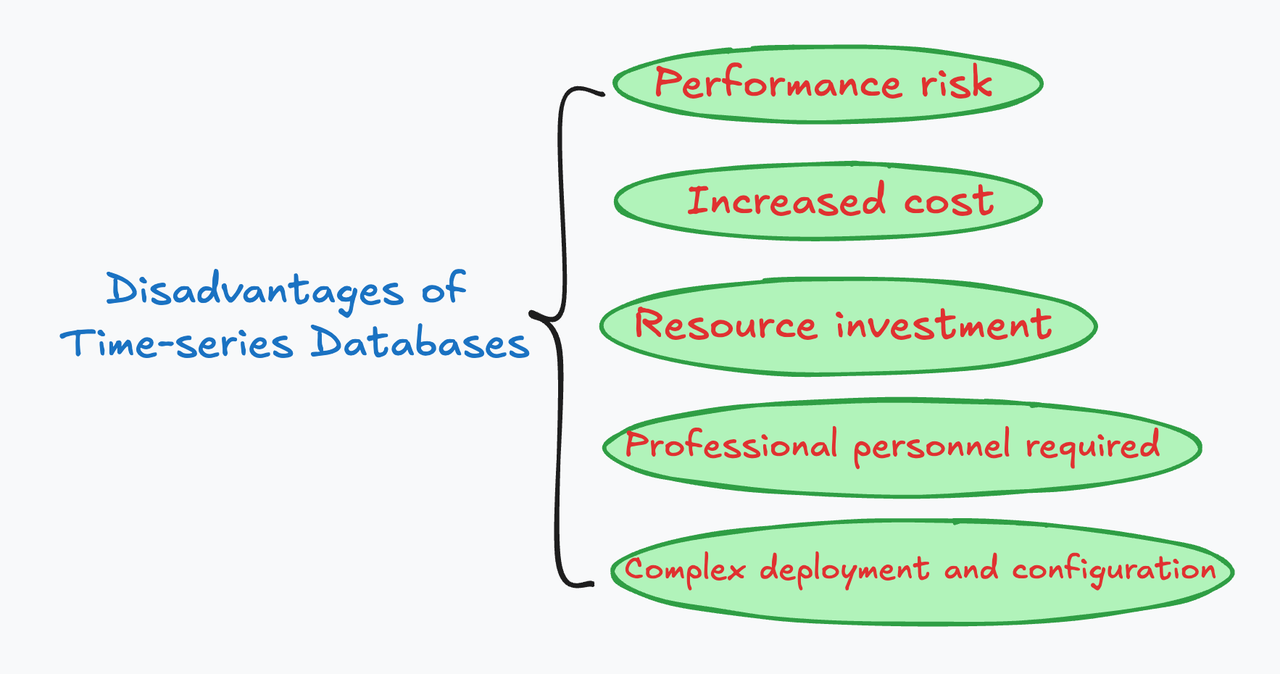 Disadvantages of
Time-series Databases
Performance risk
Increased cost
Resource investment
Professional personnel required
Complex deployment and configuration